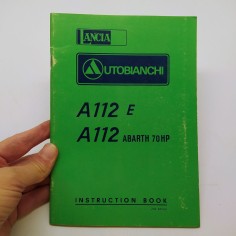 LANCIA
AUTOBIANCHI
A112 E
A112 ABARTH 70HP
INSTRUCTION BOOK